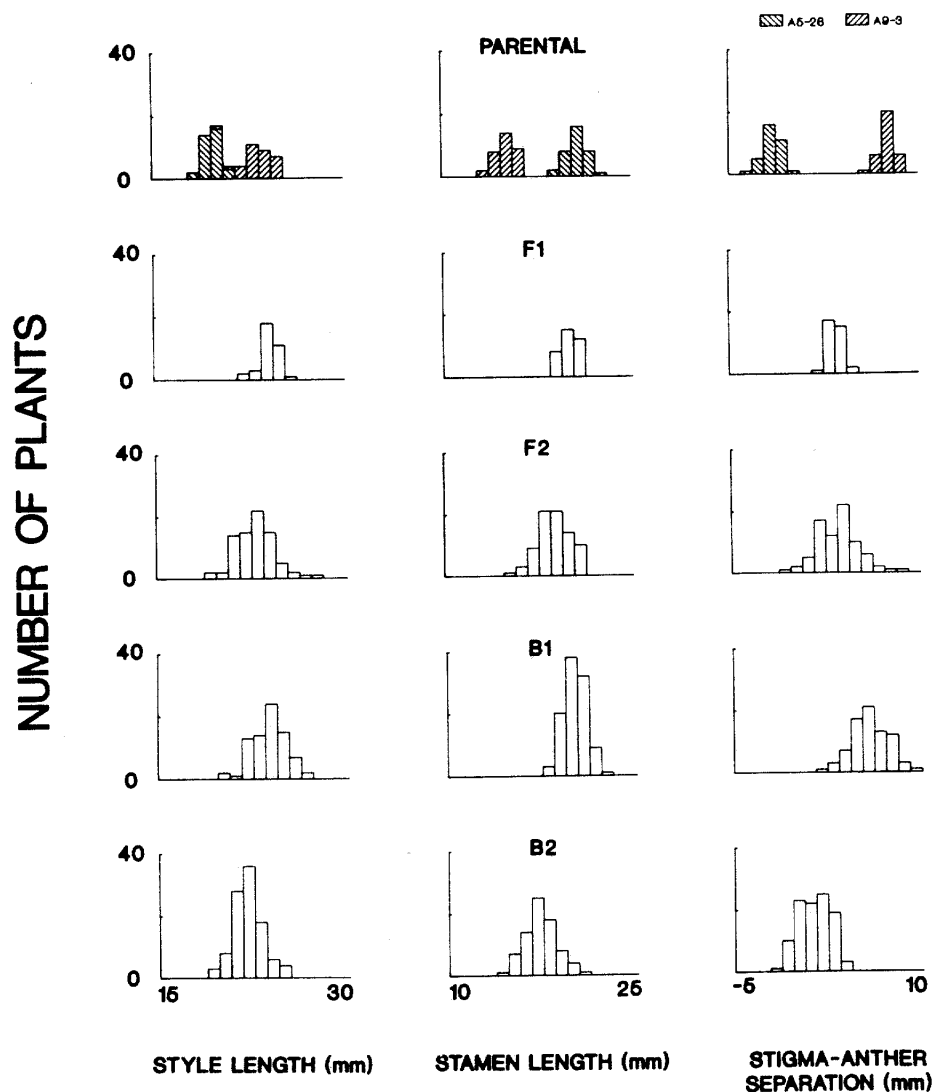 A5-26 A9-3
PARENTAL
40
0
F1
40
0
F2
40
0
B1
40
0
B2
40
0
15 30 10 25 -5 10
NUMBER OF PLANTS
STYLE LENGTH (mm)
STAMEN LENGTH (mm)
STIGMA-ANTHER
SEPARATION (mm)